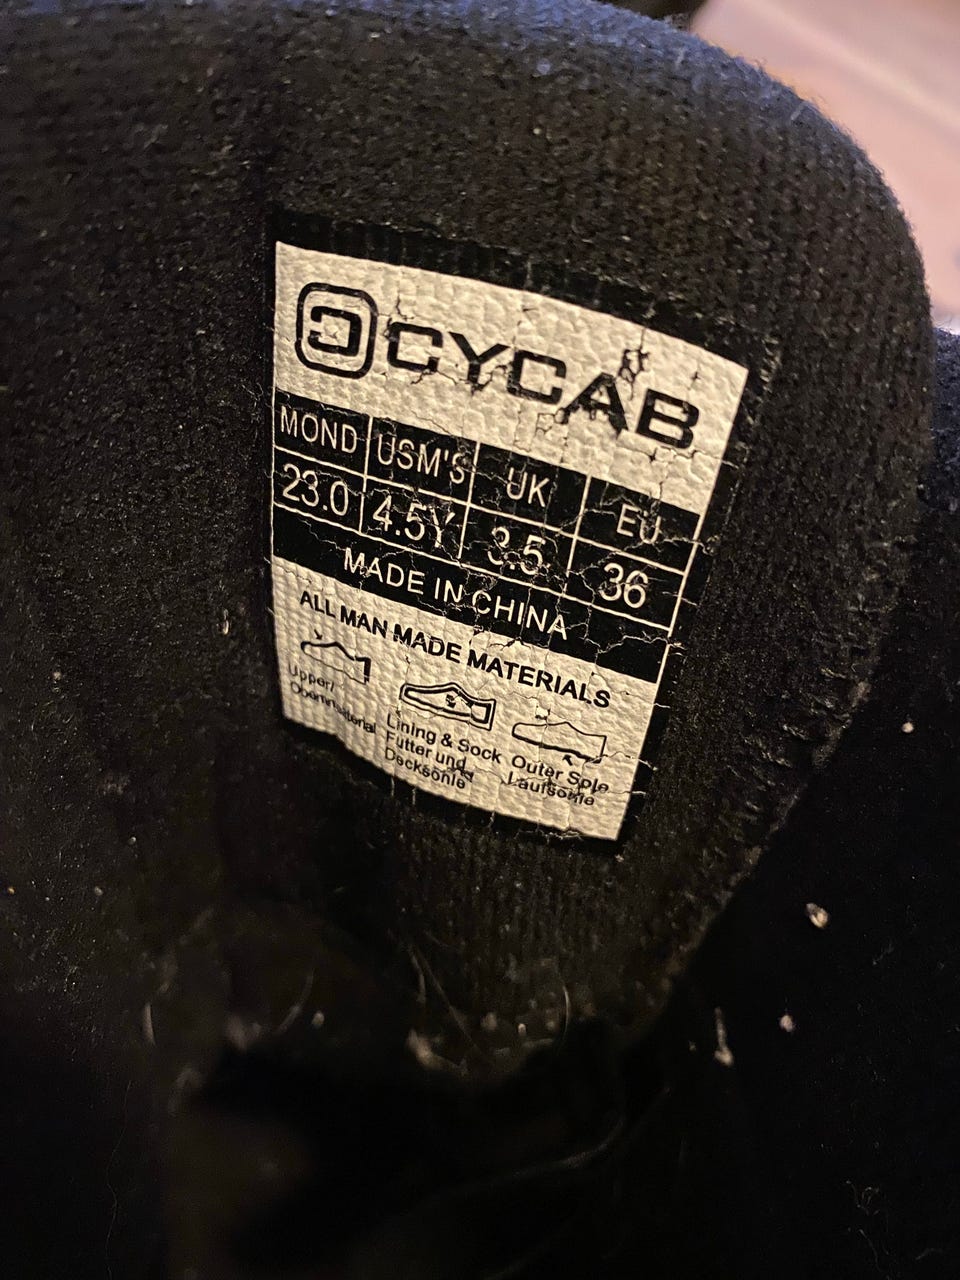 CYCAB
MOND USM'S UK EU
23.0 4.5Y 3.5 36
MADE IN CHINA
ALL MAN MADE MATERIALS
Upper/
Obermaterial
Lining & Sock
Futter und
Decksohle
Outer Sole
Laufsohle